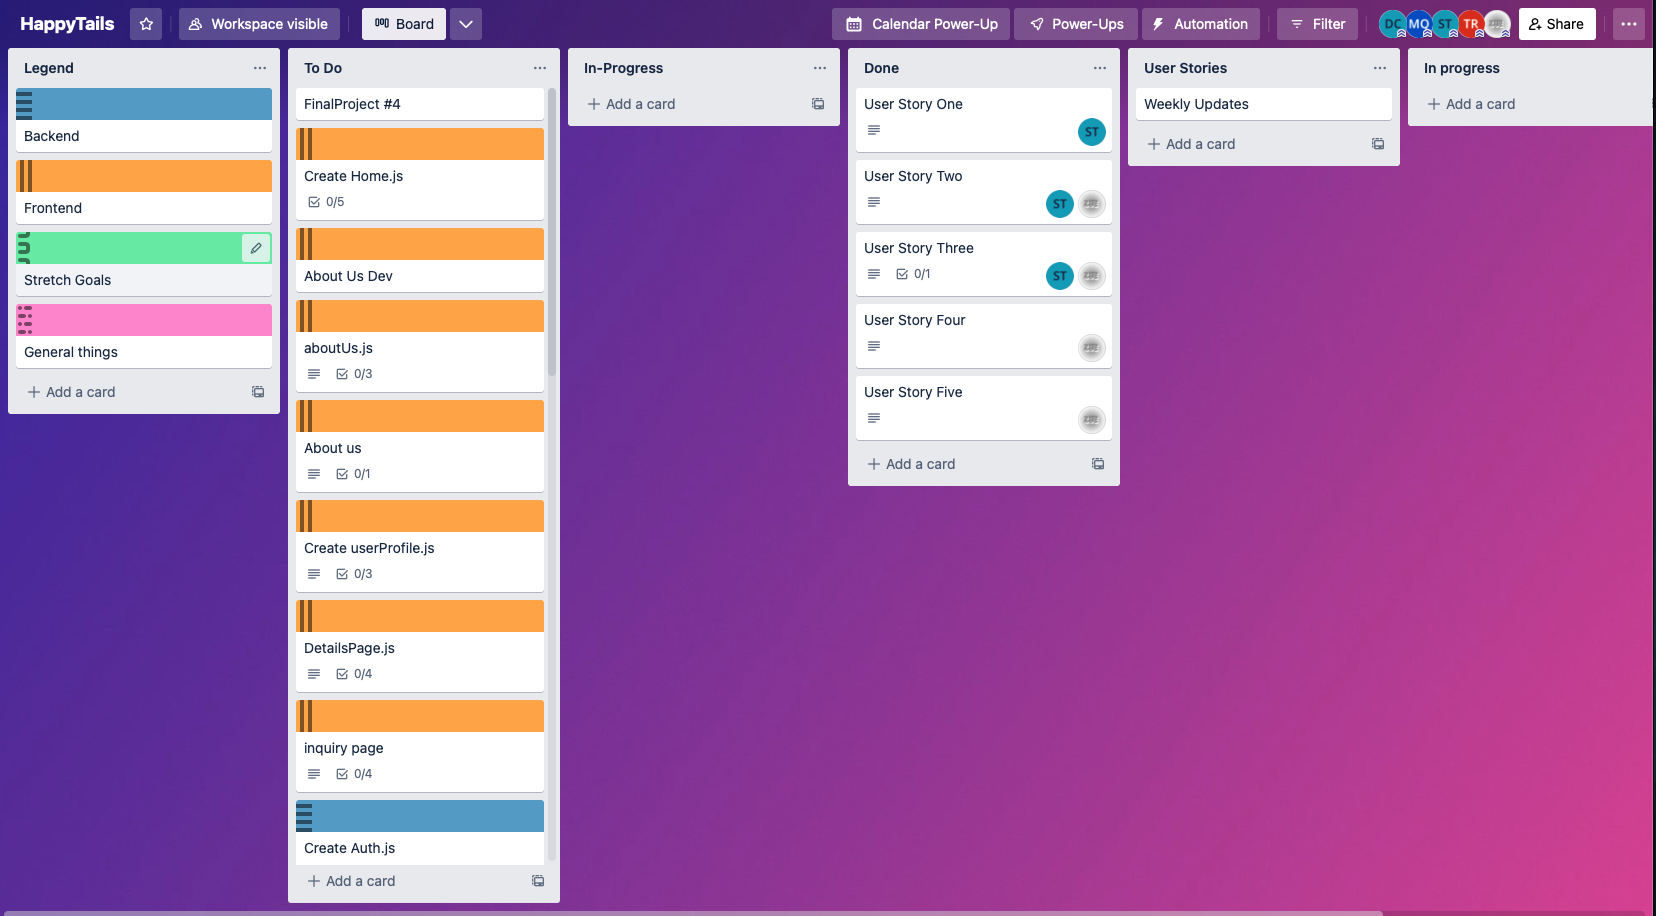 HappyTails
Workspace visible
Board
Calendar Power-Up
Power-Ups
Automation
Filter
DC
MQ
ST
TR
Share
Legend
Backend
Frontend
Stretch Goals
General things
Add a card
To Do
FinalProject #4
Create Home.js
0/5
About Us Dev
aboutUs.js
0/3
About us
0/1
Create userProfile.js
0/3
DetailsPage.js
0/4
inquiry page
0/4
Create Auth.js
Add a card
In-Progress
Add a card
Done
User Story One
ST
User Story Two
ST
User Story Three
0/1
ST
User Story Four
User Story Five
Add a card
User Stories
Weekly Updates
Add a card
In progress
Add a card